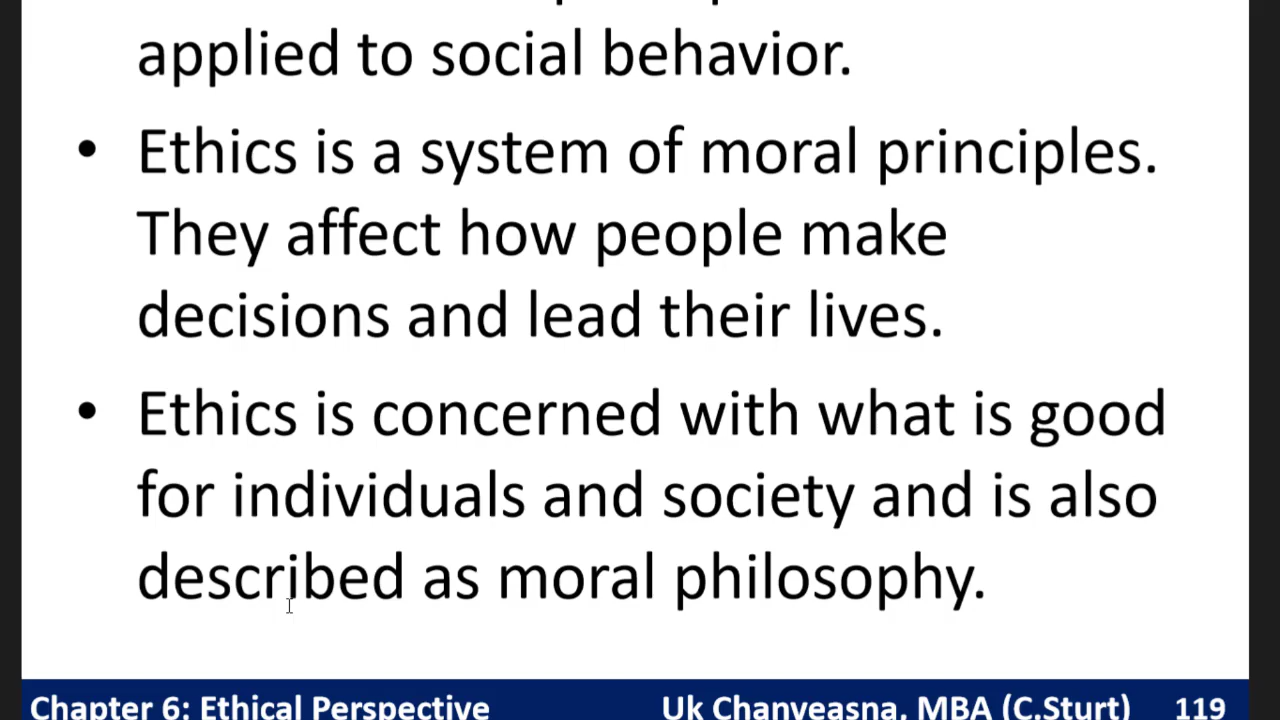 applied to social behavior.
• Ethics is a system of moral principles.
They affect how people make
decisions and lead their lives.
• Ethics is concerned with what is good
for individuals and society and is also
described as moral philosophy.
Chapter 6: Ethical Perspective Uk Chanveasna, MBA (C.Sturt) 119